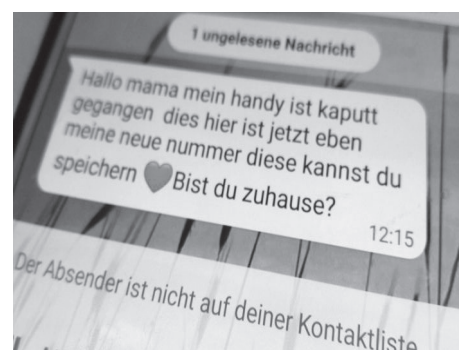 1 ungelesene Nachricht
Hallo mama mein handy ist kaputt
gegangen dies hier ist jetzt eben
meine neue nummer diese kannst du
speichern ❤Bist du zuhause?
12:15
Der Absender ist nicht auf deiner Kontaktliste